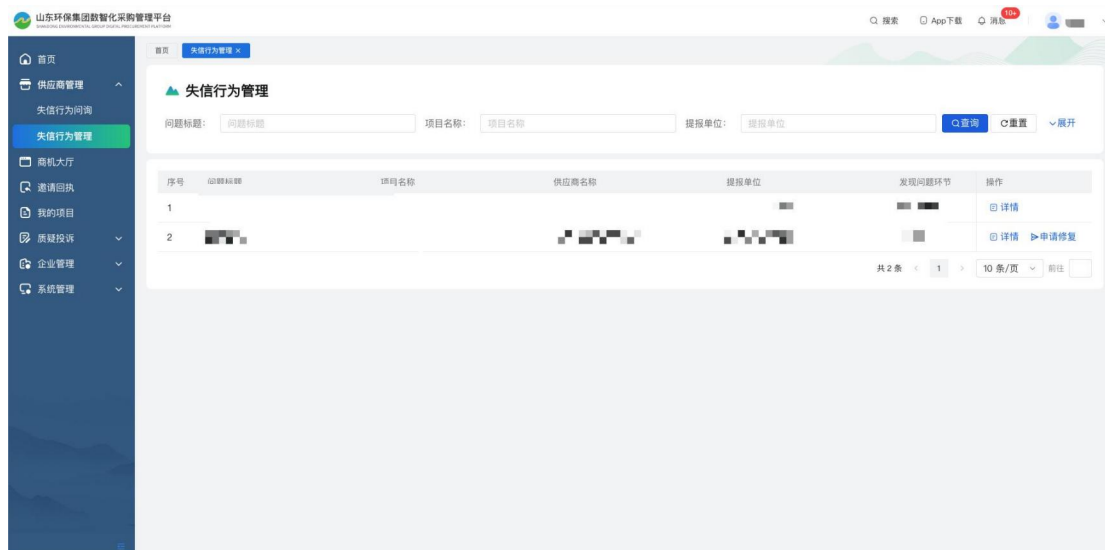 山东环保集团数智化采购管理平台
SHANDONG ENVIRONMENTAL GROUP DIGITAL PROCUREMENT PLATFORM
搜索 App下载 消息 10+
首页
供应商管理
失信行为问询
失信行为管理
商机大厅
邀请回执
我的项目
质疑投诉
企业管理
系统管理
首页 失信行为管理 ×
失信行为管理
问题标题： 问题标题 项目名称： 项目名称 提报单位： 提报单位 查询 重置 展开
序号 问题标题 项目名称 供应商名称 提报单位 发现问题环节 操作
1 详情
2 详情 申请修复
共 2 条 < 1 > 10 条/页 前往